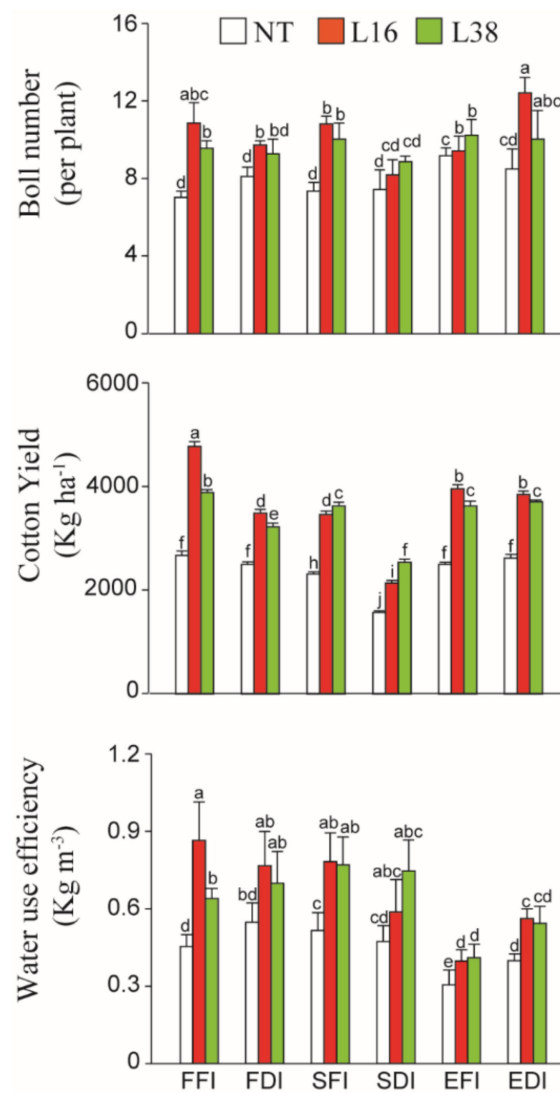 NT L16 L38
16
12
8
4
0
Boll number
(per plant)
d abc b
d b bd
d b b
d cd cd
c b b
cd a abc
6000
4000
2000
0
Cotton Yield
(Kg ha⁻¹)
f a b
f d e
h d c
j i f
f b c
f b c
1.2
0.9
0.6
0.3
0
Water use efficiency
(Kg m⁻³)
d a b
bd ab ab
c ab ab
cd abc abc
e d d
d c cd
FFI FDI SFI SDI EFI EDI